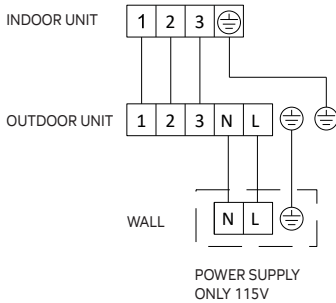 INDOOR UNIT 1 2 3
OUTDOOR UNIT 1 2 3 N L
WALL N L
POWER SUPPLY
ONLY 115V